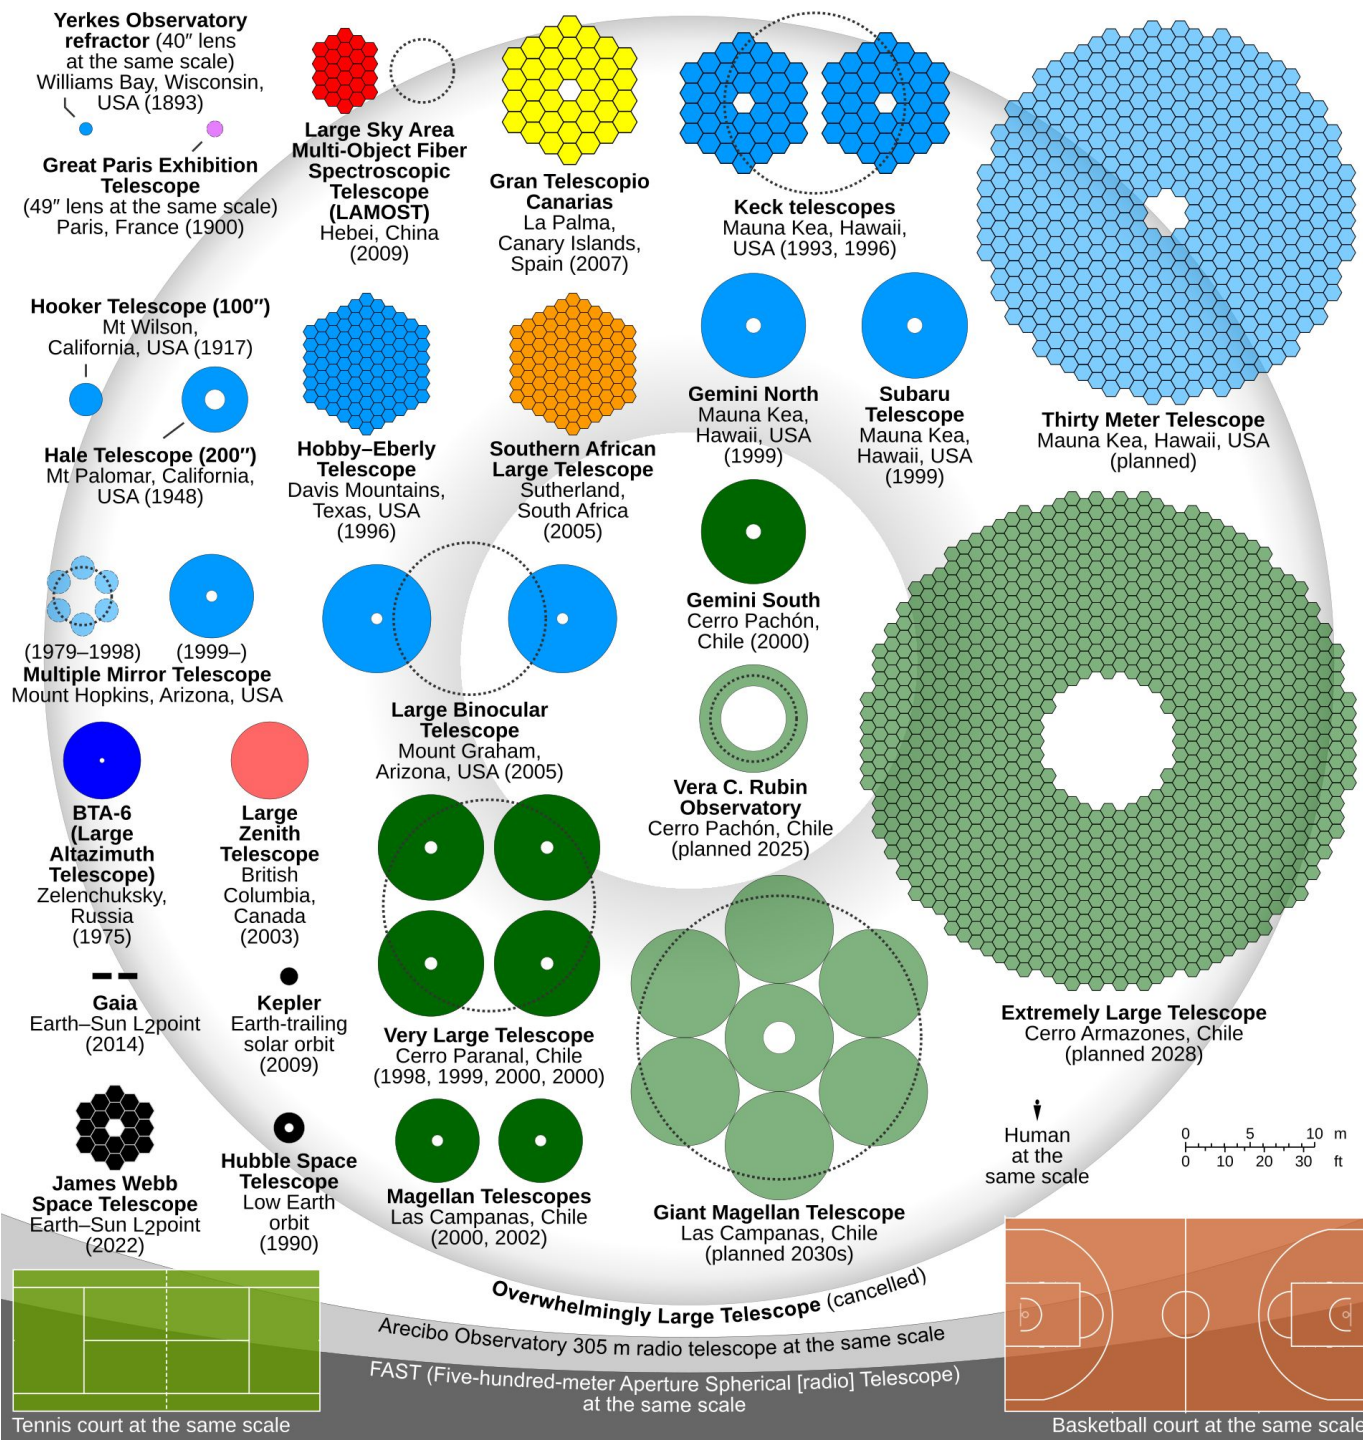 Yerkes Observatory
refractor (40″ lens
at the same scale)
Williams Bay, Wisconsin,
USA (1893)
Great Paris Exhibition
Telescope
(49″ lens at the same scale)
Paris, France (1900)
Large Sky Area
Multi-Object Fiber
Spectroscopic
Telescope
(LAMOST)
Hebei, China
(2009)
Gran Telescopio
Canarias
La Palma,
Canary Islands,
Spain (2007)
Keck telescopes
Mauna Kea, Hawaii,
USA (1993, 1996)
Thirty Meter Telescope
Mauna Kea, Hawaii, USA
(planned)
Hooker Telescope (100″)
Mt Wilson,
California, USA (1917)
Hale Telescope (200″)
Mt Palomar, California,
USA (1948)
Hobby–Eberly
Telescope
Davis Mountains,
Texas, USA
(1996)
Southern African
Large Telescope
Sutherland,
South Africa
(2005)
Gemini North
Mauna Kea,
Hawaii, USA
(1999)
Subaru
Telescope
Mauna Kea,
Hawaii, USA
(1999)
(1979–1998)
(1999–)
Multiple Mirror Telescope
Mount Hopkins, Arizona, USA
Large Binocular
Telescope
Mount Graham,
Arizona, USA (2005)
Gemini South
Cerro Pachón,
Chile (2000)
Vera C. Rubin
Observatory
Cerro Pachón, Chile
(planned 2025)
BTA-6
(Large
Altazimuth
Telescope)
Zelenchuksky,
Russia
(1975)
Large
Zenith
Telescope
British
Columbia,
Canada
(2003)
Gaia
Earth–Sun L2point
(2014)
Kepler
Earth-trailing
solar orbit
(2009)
Very Large Telescope
Cerro Paranal, Chile
(1998, 1999, 2000, 2000)
Extremely Large Telescope
Cerro Armazones, Chile
(planned 2028)
James Webb
Space Telescope
Earth–Sun L2point
(2022)
Hubble Space
Telescope
Low Earth
orbit
(1990)
Magellan Telescopes
Las Campanas, Chile
(2000, 2002)
Giant Magellan Telescope
Las Campanas, Chile
(planned 2030s)
Human
at the
same scale
0 5 10 m
0 10 20 30 ft
Overwhelmingly Large Telescope (cancelled)
Arecibo Observatory 305 m radio telescope at the same scale
FAST (Five-hundred-meter Aperture Spherical [radio] Telescope)
at the same scale
Tennis court at the same scale
Basketball court at the same scale